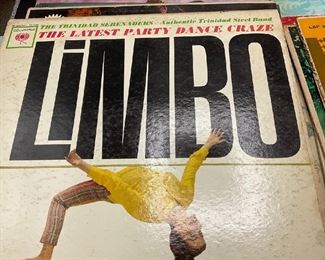 THE TRINIDAD SERENADERS • Authentic Trinidad Steel Band
THE LATEST PARTY DANCE CRAZE
LiMBO